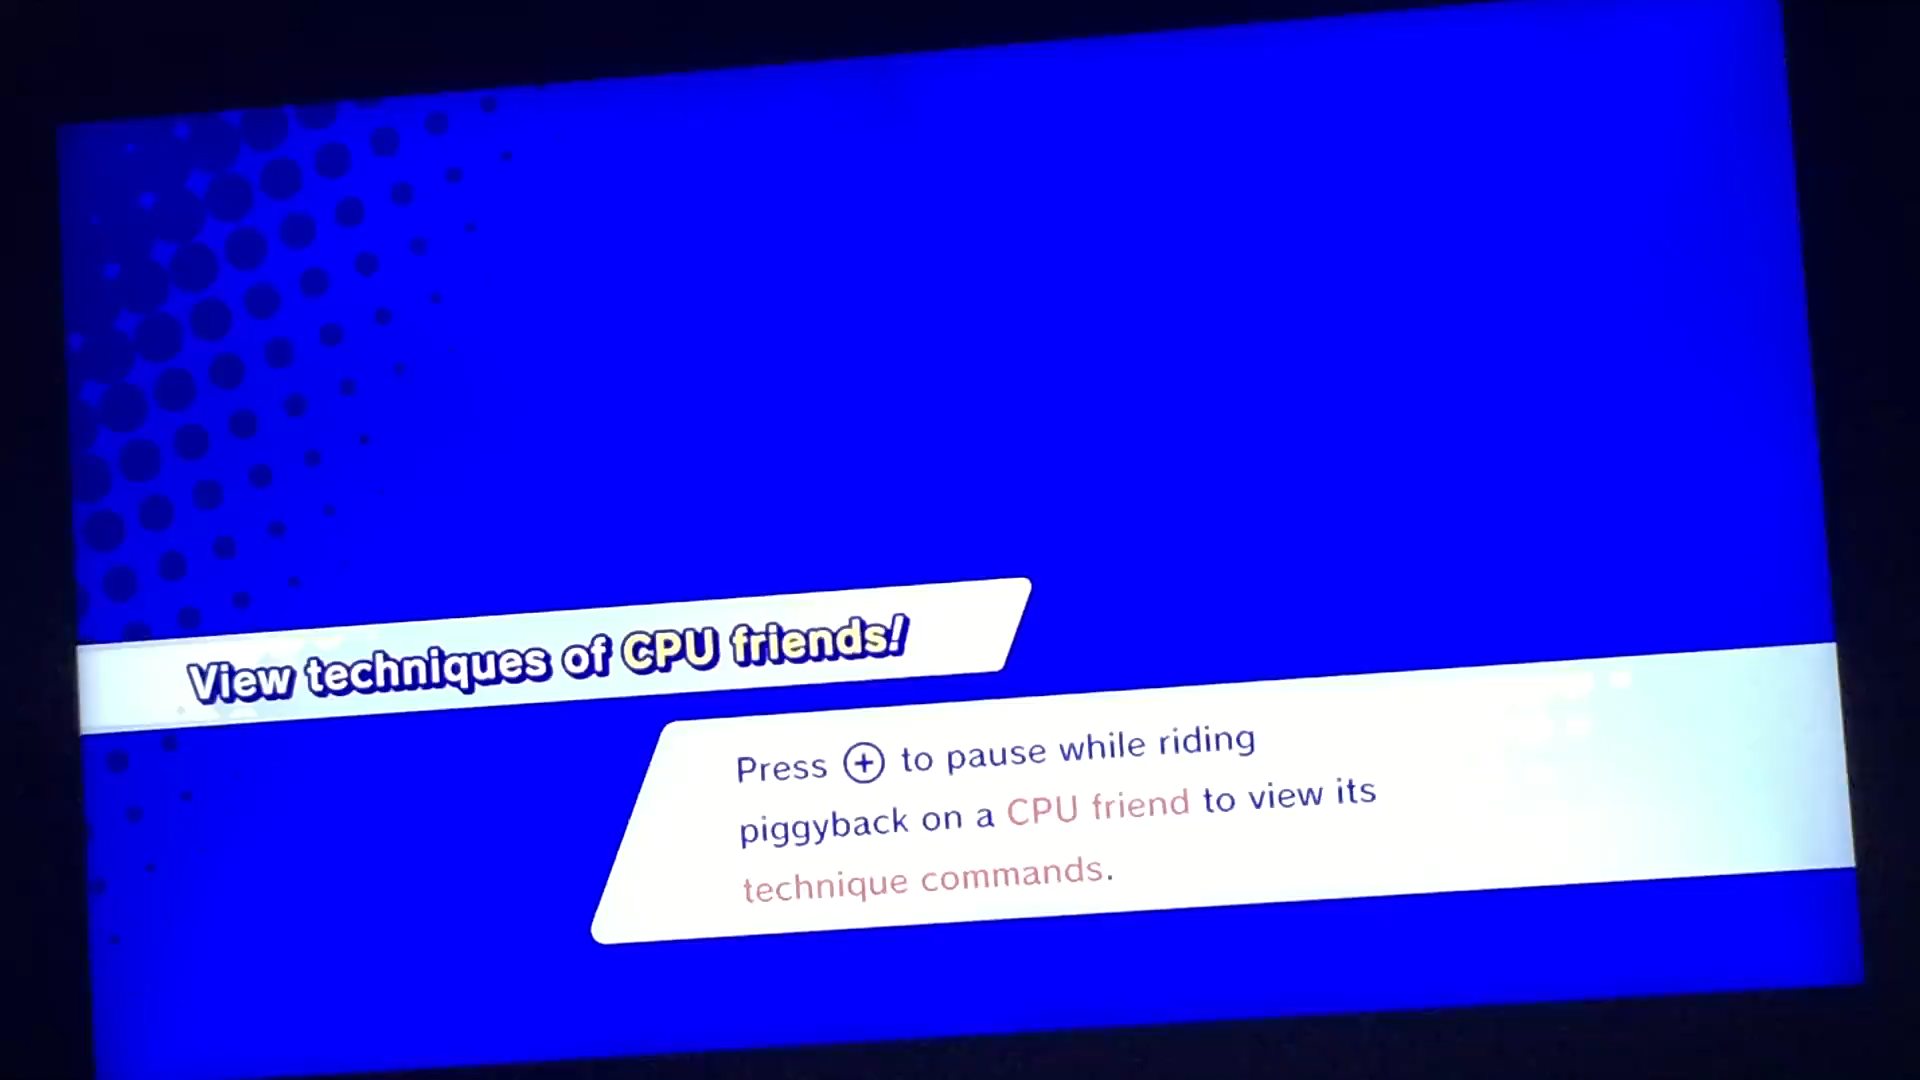 View techniques of CPU friends!
Press ⊕ to pause while riding
piggyback on a CPU friend to view its
technique commands.